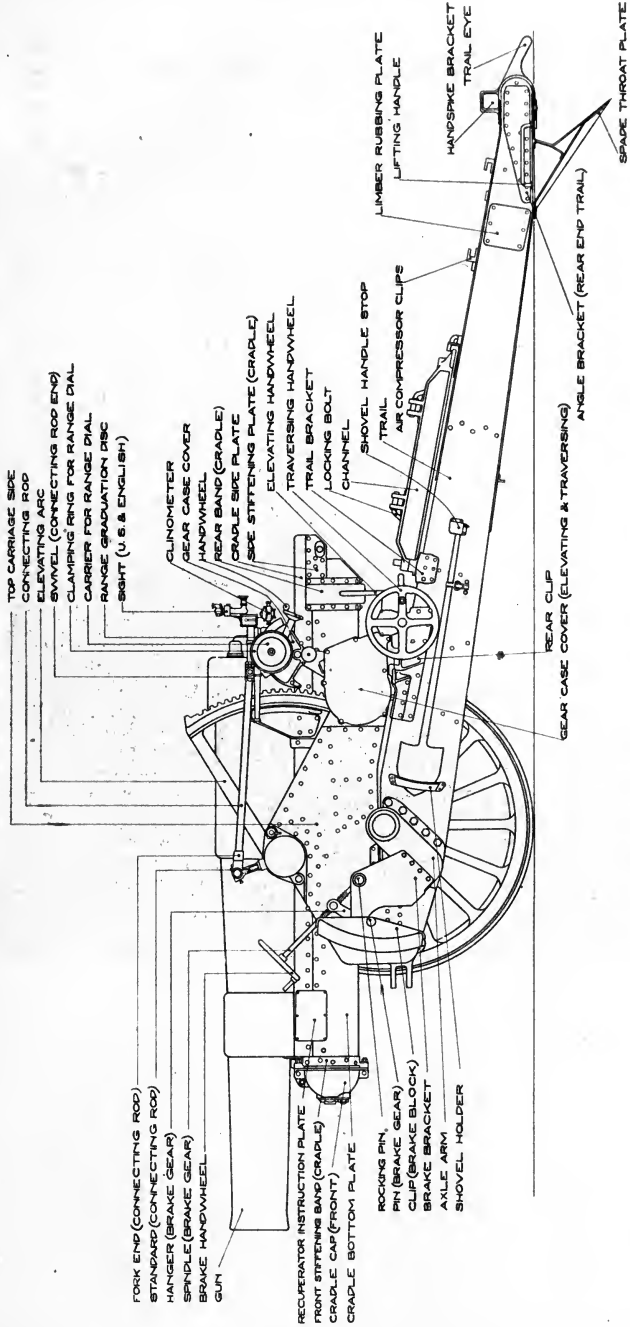 TOP CARRIAGE SIDE
CONNECTING ROD
ELEVATING ARC
SWIVEL (CONNECTING ROD END)
CLAMPING RING FOR RANGE DIAL
CARRIER FOR RANGE DIAL
RANGE GRADUATION DISC
SIGHT (U. S. & ENGLISH)
CLINOMETER
GEAR CASE COVER
HANDWHEEL
REAR BAND (CRADLE)
CRADLE SIDE PLATE
SIDE STIFFENING PLATE (CRADLE)
ELEVATING HANDWHEEL
TRAVERSING HANDWHEEL
TRAIL BRACKET
LOCKING BOLT
CHANNEL
SHOVEL HANDLE STOP
TRAIL
AIR COMPRESSOR CLIPS
LIMBER RUBBING PLATE
LIFTING HANDLE
HANDSPIKE BRACKET
TRAIL EYE
FORK END (CONNECTING ROD)
STANDARD (CONNECTING ROD)
HANGER (BRAKE GEAR)
SPINDLE (BRAKE GEAR)
BRAKE HANDWHEEL
GUN
RECUPERATOR INSTRUCTION PLATE
FRONT STIFFENING BAND (CRADLE)
CRADLE CAP (FRONT)
CRADLE BOTTOM PLATE
ROCKING PIN
PIN (BRAKE GEAR)
CLIP (BRAKE BLOCK)
BRAKE BRACKET
AXLE ARM
SHOVEL HOLDER
REAR CLIP
GEAR CASE COVER (ELEVATING & TRAVERSING)
ANGLE BRACKET (REAR END TRAIL)
SPADE THROAT PLATE